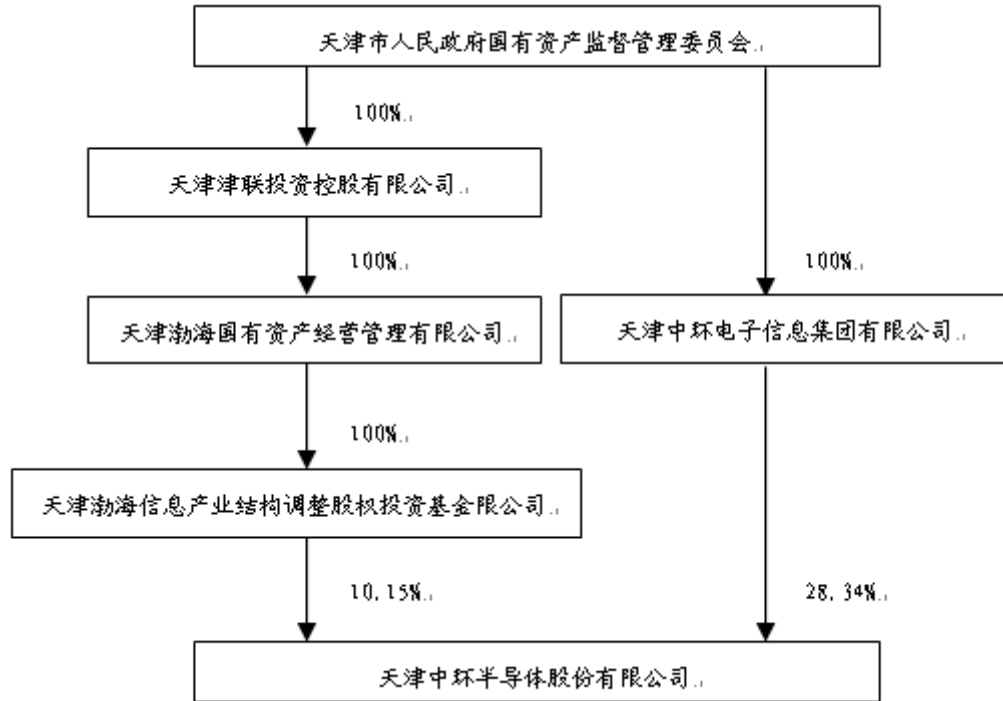 天津市人民政府国有资产监督管理委员会
100%
天津津联投资控股有限公司
100%
100%
天津渤海国有资产经营管理有限公司
天津中环电子信息集团有限公司
100%
天津渤海信息产业结构调整股权投资基金限公司
10.15%
28.34%
天津中环半导体股份有限公司